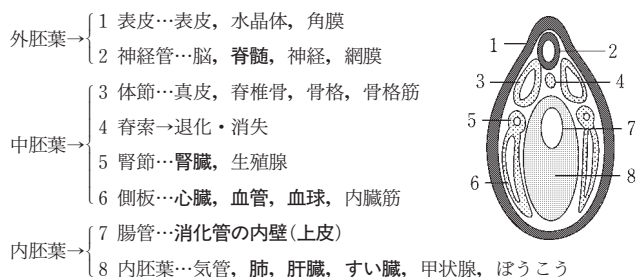 外胚葉→
1 表皮…表皮，水晶体，角膜
2 神経管…脳，脊髄，神経，網膜
中胚葉→
3 体節…真皮，脊椎骨，骨格，骨格筋
4 脊索→退化・消失
5 腎節…腎臓，生殖腺
6 側板…心臓，血管，血球，内臓筋
内胚葉→
7 腸管…消化管の内壁(上皮)
8 内胚葉…気管，肺，肝臓，すい臓，甲状腺，ぼうこう
1
2
3
4
5
7
6
8